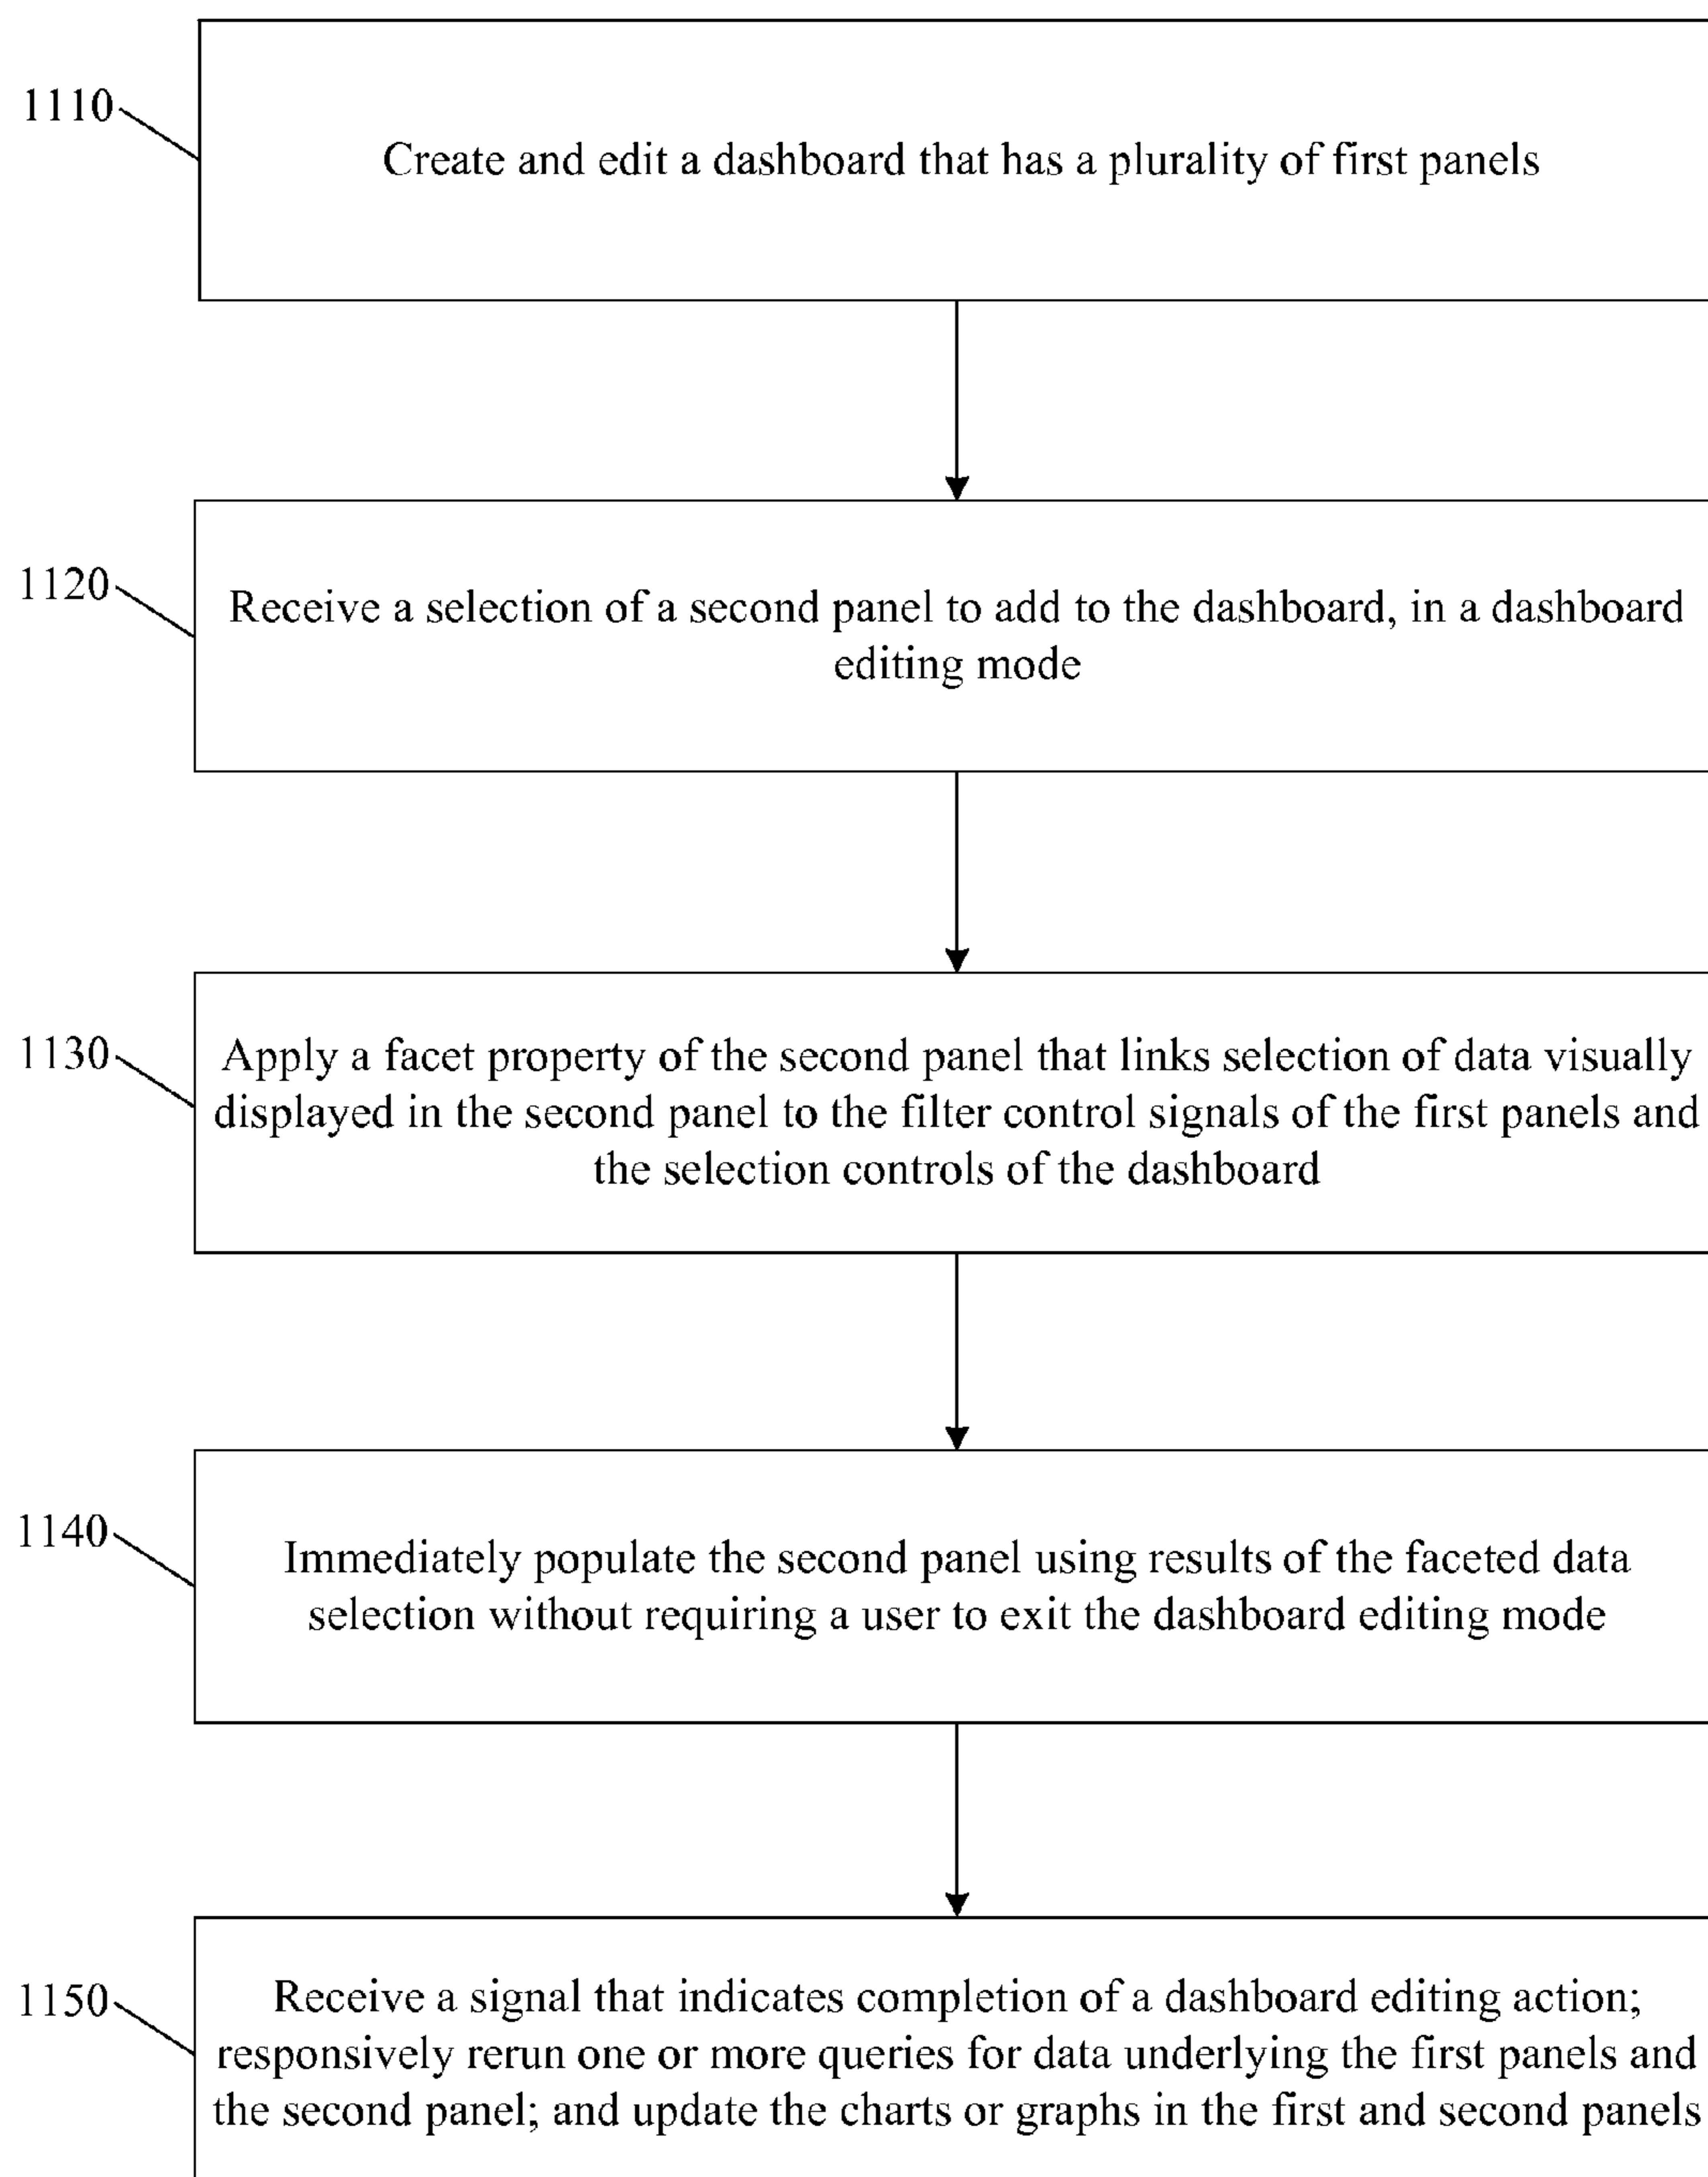 1110
Create and edit a dashboard that has a plurality of first panels
1120
Receive a selection of a second panel to add to the dashboard, in a dashboard
editing mode
1130
Apply a facet property of the second panel that links selection of data visually
displayed in the second panel to the filter control signals of the first panels and
the selection controls of the dashboard
1140
Immediately populate the second panel using results of the faceted data
selection without requiring a user to exit the dashboard editing mode
1150
Receive a signal that indicates completion of a dashboard editing action;
responsively rerun one or more queries for data underlying the first panels and
the second panel; and update the charts or graphs in the first and second panels